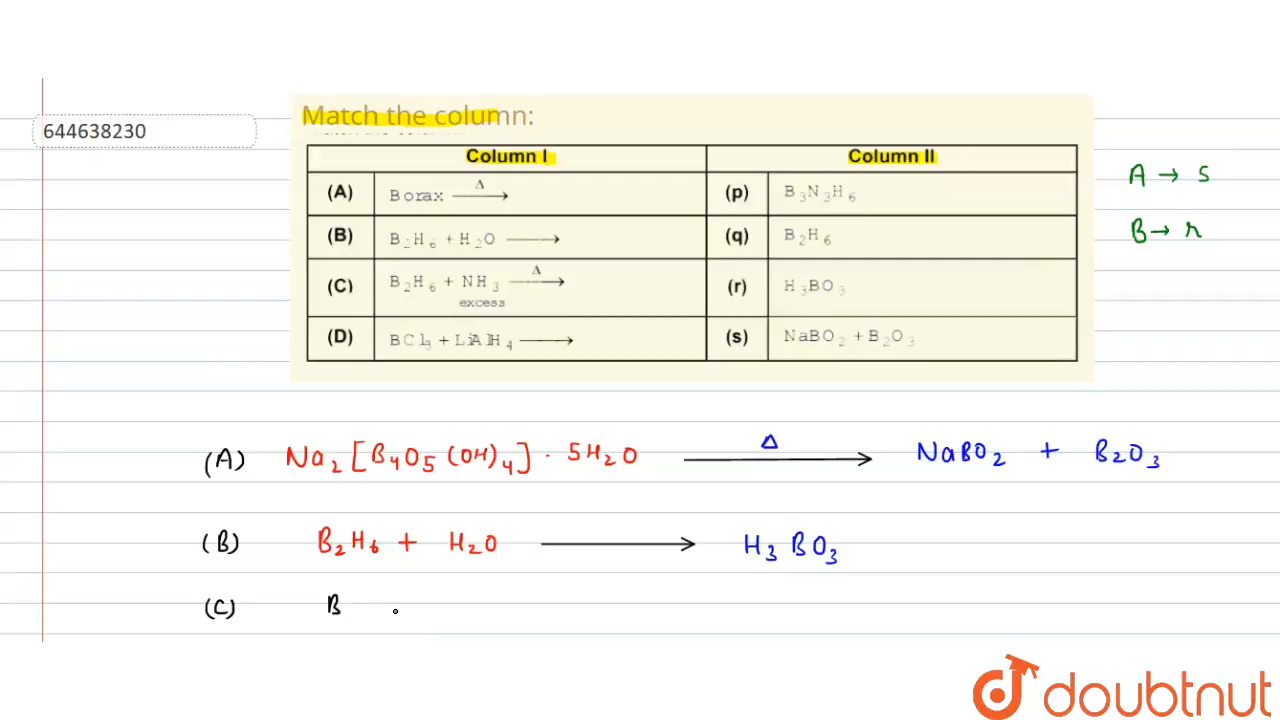 Match the column:
644638230
Column I Column II
(A) Borax —Δ→ (p) B₃N₃H₆
(B) B₂H₆ + H₂O ⟶ (q) B₂H₆
(C) B₂H₆ + NH₃ —Δ→ (r) H₃BO₃
excess
(D) BCl₃ + LiAlH₄ ⟶ (s) NaBO₂ + B₂O₃
A → s
B → r
(A) Na₂[B₄O₅(OH)₄] · 5H₂O —Δ→ NaBO₂ + B₂O₃
(B) B₂H₆ + H₂O ⟶ H₃BO₃
(C) B
doubtnut